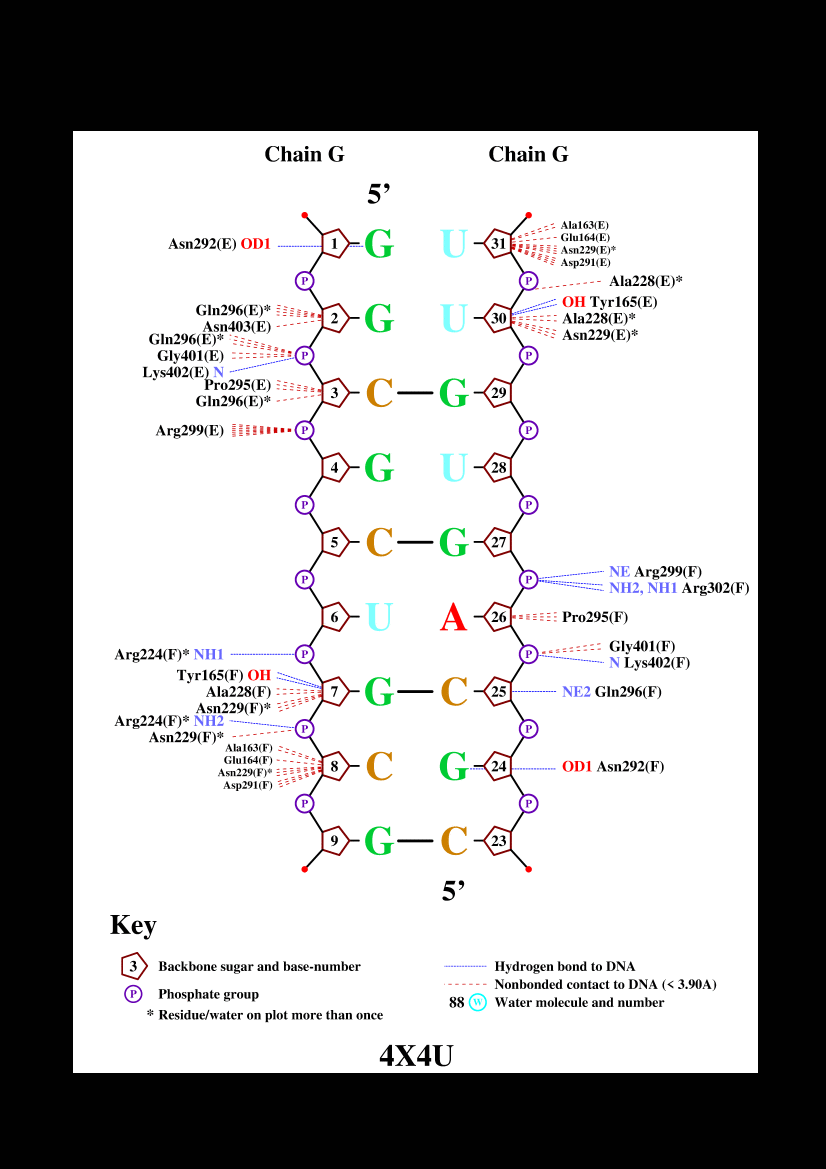 Chain G Chain G
5’
Asn292(E) OD1 1 G U 31 Ala163(E)
Glu164(E)
Asn229(E)*
Asp291(E)
P P Ala228(E)*
Gln296(E)* 2 G U 30 OH Tyr165(E)
Asn403(E) Ala228(E)*
Asn229(E)*
Gln296(E)*
Gly401(E) P P
Lys402(E) N
Pro295(E) 3 C G 29
Gln296(E)*
Arg299(E) P P
4 G U 28
P P
5 C G 27
P P NE Arg299(F)
NH2, NH1 Arg302(F)
6 U A 26 Pro295(F)
Arg224(F)* NH1 P P Gly401(F)
N Lys402(F)
Tyr165(F) OH
Ala228(F) 7 G C 25 NE2 Gln296(F)
Asn229(F)*
Arg224(F)* NH2 P P
Asn229(F)*
Ala163(F)
Glu164(F)
Asn229(F)* 8 C G 24 OD1 Asn292(F)
Asp291(F)
P P
9 G C 23
5’
Key
3 Backbone sugar and base-number
P Phosphate group
* Residue/water on plot more than once
Hydrogen bond to DNA
Nonbonded contact to DNA (< 3.90A)
88 W Water molecule and number
4X4U